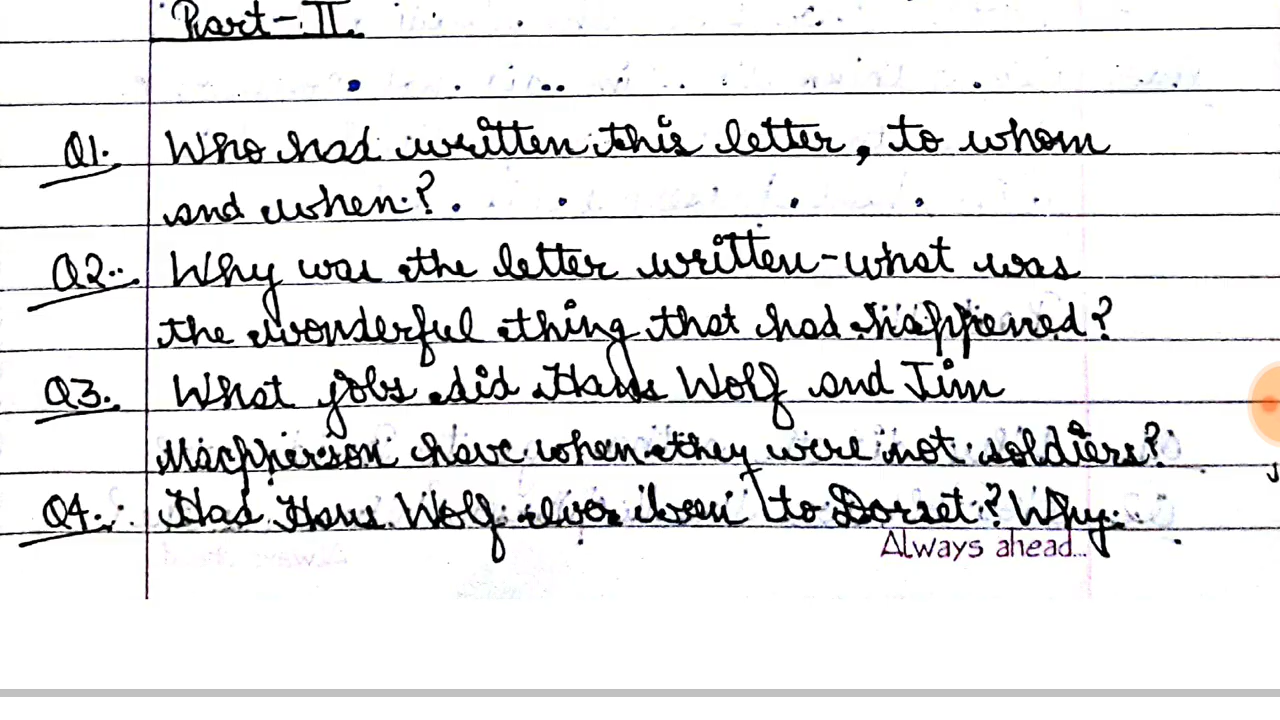 Part-II.
Q1. Who had written this letter, to whom
and when?.
Q2. Why was the letter written-what was
the wonderful thing that had happened?
Q3. What jobs did Hans Wolf and Jim
Macpherson have when they were not soldiers?
Q4. Had Hans Wolf ever been to Dorset? Why
Always ahead...